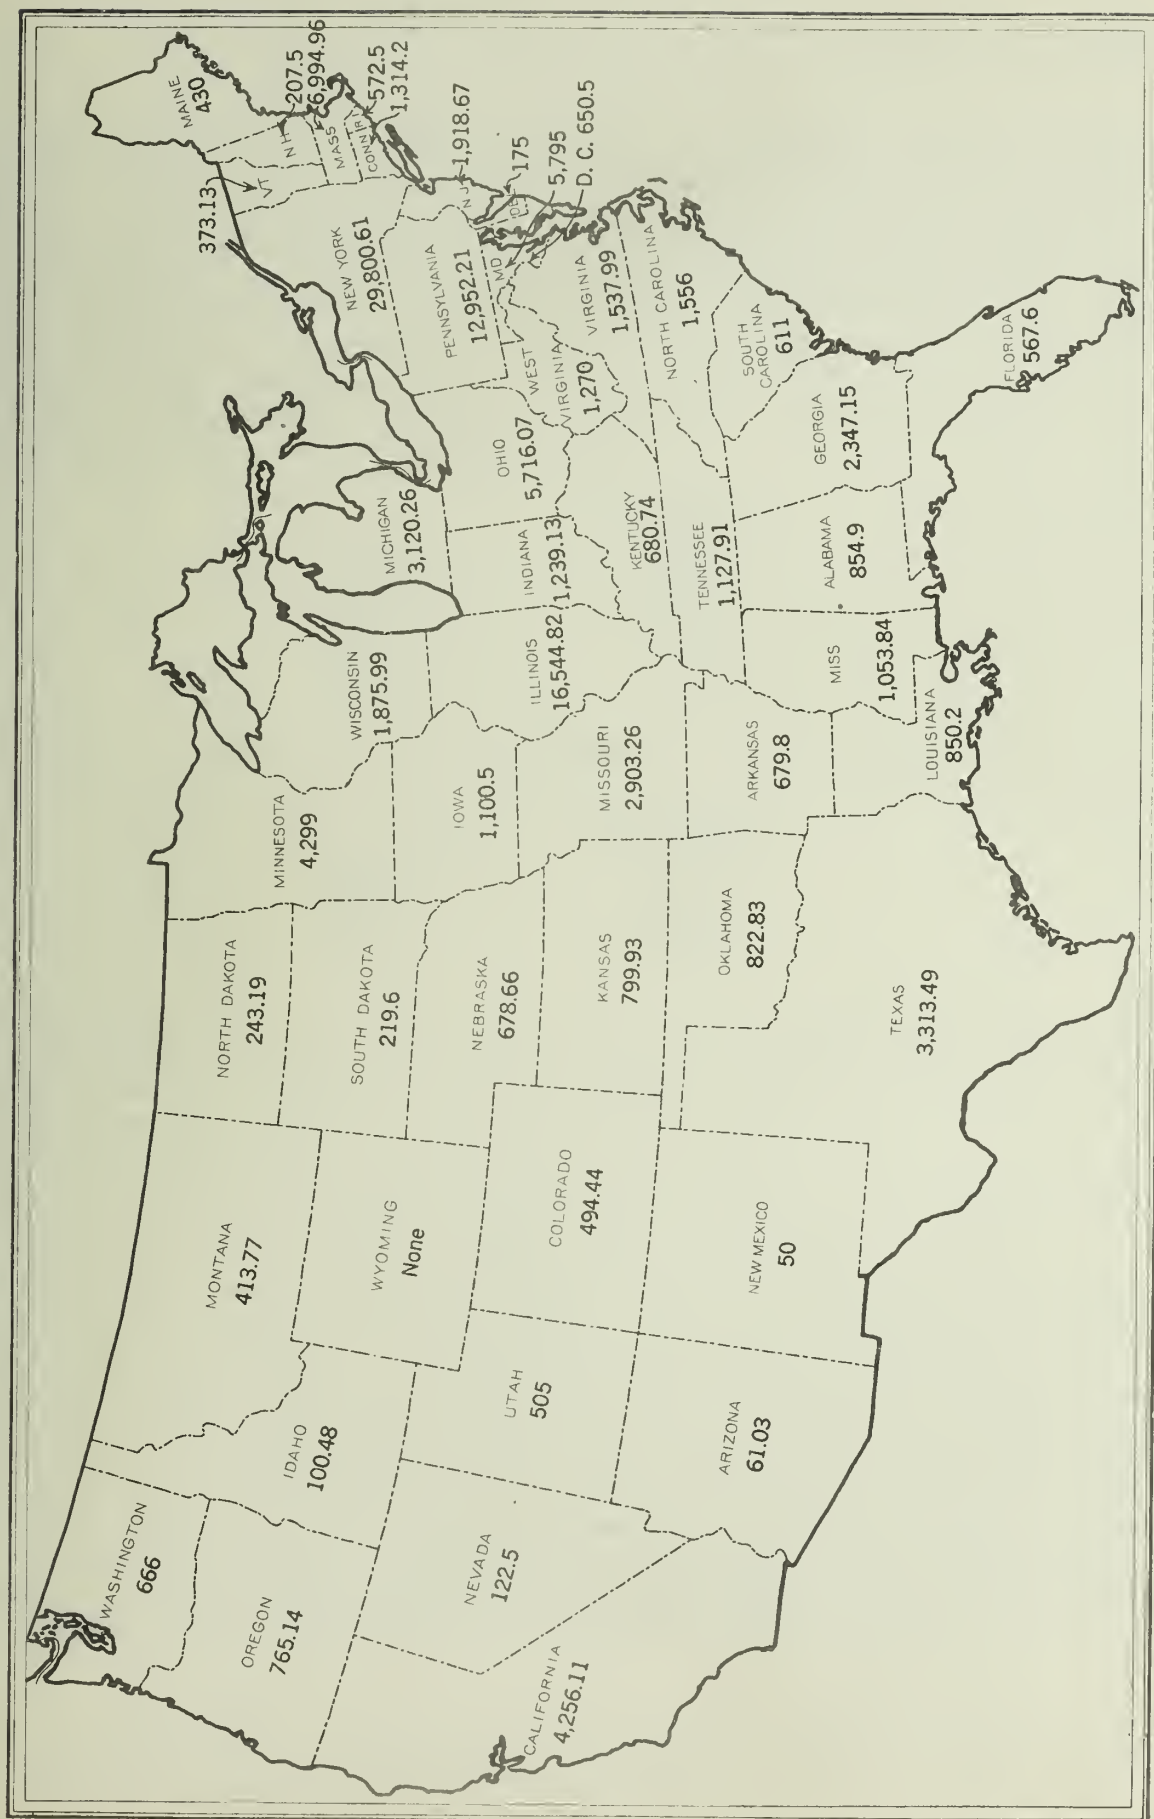 WASHINGTON
666
OREGON
765.14
CALIFORNIA
4,256.11
NEVADA
122.5
IDAHO
100.48
MONTANA
413.77
WYOMING
None
UTAH
505
ARIZONA
61.03
COLORADO
494.44
NEW MEXICO
50
NORTH DAKOTA
243.19
SOUTH DAKOTA
219.6
NEBRASKA
678.66
KANSAS
799.93
OKLAHOMA
822.83
TEXAS
3,313.49
MINNESOTA
4,299
IOWA
1,100.5
MISSOURI
2,903.26
ARKANSAS
679.8
LOUISIANA
850.2
WISCONSIN
1,875.99
ILLINOIS
16,544.82
MICHIGAN
3,120.26
INDIANA
1,239.13
OHIO
5,716.07
KENTUCKY
680.74
TENNESSEE
1,127.91
MISS
1,053.84
ALABAMA
854.9
GEORGIA
2,347.15
FLORIDA
567.6
SOUTH
CAROLINA
611
NORTH CAROLINA
1,556
VIRGINIA
1,537.99
WEST
VIRGINIA
1,270
PENNSYLVANIA
12,952.21
NEW YORK
29,800.61
373.13
VT
MAINE
430
N H
207.5
MASS
6,994.96
R I
572.5
CONN
1,314.2
N J
1,918.67
DEL
175
MD
5,795
D. C. 650.5